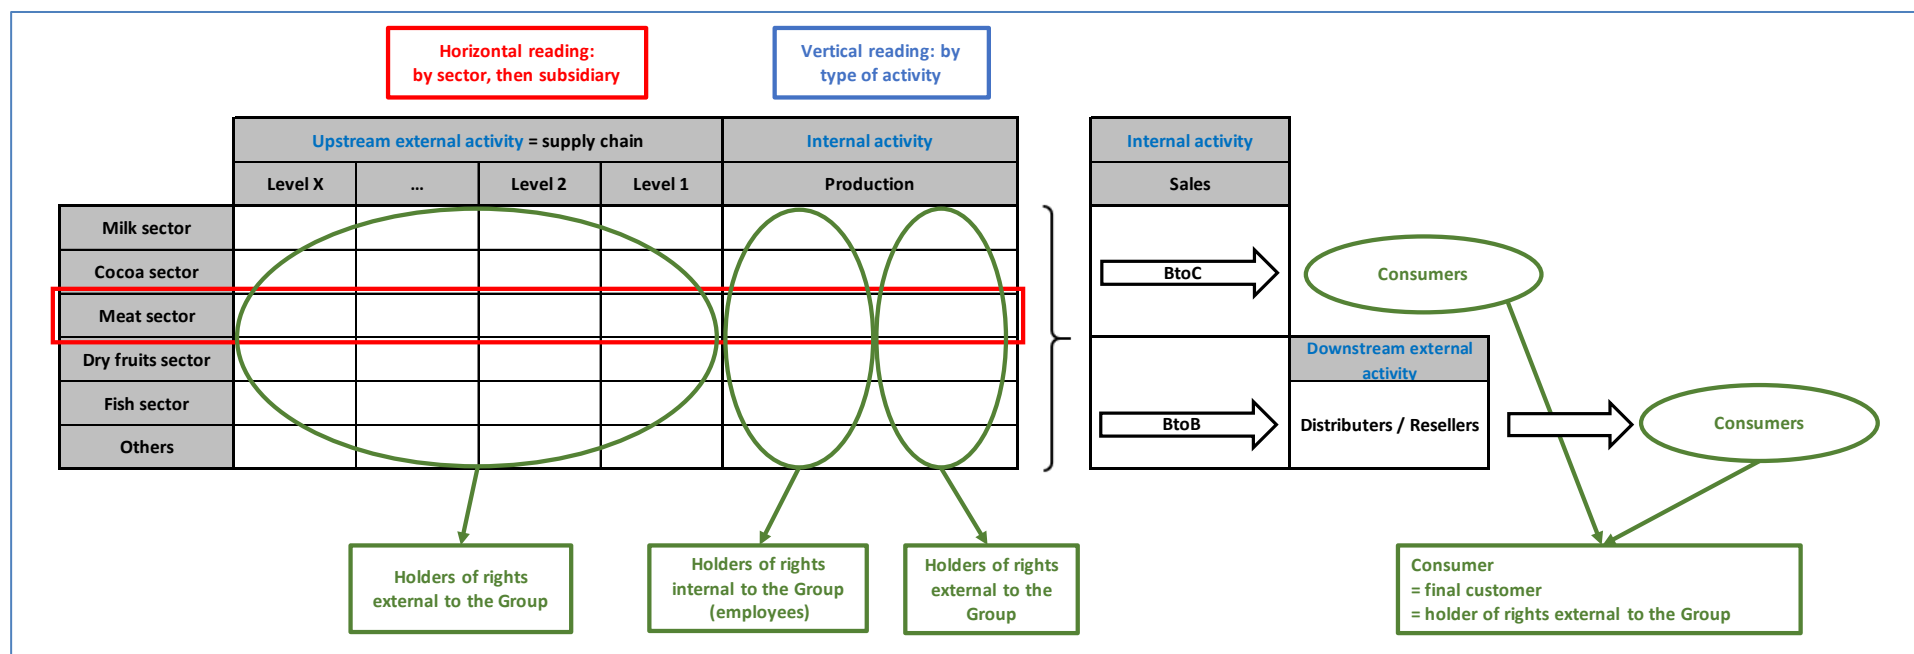 Horizontal reading:
by sector, then subsidiary
Vertical reading: by
type of activity
Upstream external activity = supply chain
Internal activity
Internal activity
Level X
...
Level 2
Level 1
Production
Sales
Milk sector
Cocoa sector
Meat sector
Dry fruits sector
Fish sector
Others
BtoC
Consumers
Downstream external
activity
BtoB
Distributers / Resellers
Consumers
Holders of rights
external to the Group
Holders of rights
internal to the Group
(employees)
Holders of rights
external to the
Group
Consumer
= final customer
= holder of rights external to the Group